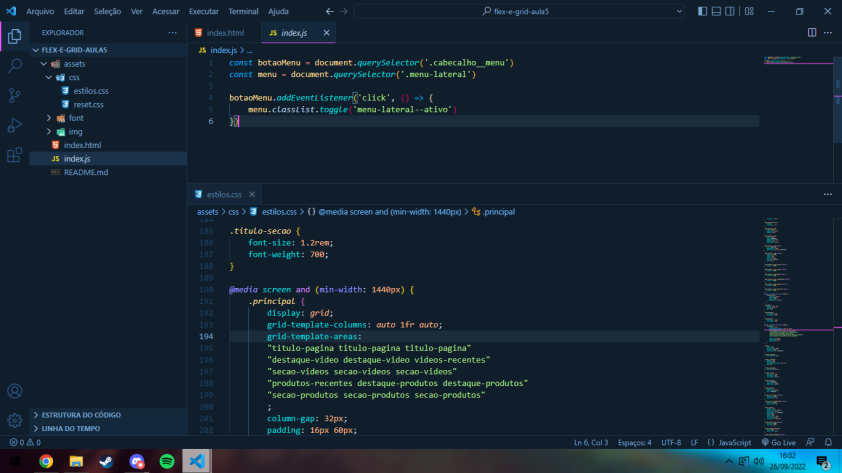 Arquivo Editar Seleção Ver Acessar Executar Terminal Ajuda
flex-e-grid-aula5
EXPLORADOR
FLEX-E-GRID-AULA5
assets
css
estilos.css
reset.css
font
img
index.html
JS index.js
README.md
ESTRUTURA DO CÓDIGO
LINHA DO TEMPO
index.html JS index.js
JS index.js > ...
1 const botaoMenu = document.querySelector('.cabecalho__menu')
2 const menu = document.querySelector('.menu-lateral')
3
4 botaoMenu.addEventListener('click', () => {
5 menu.classList.toggle('menu-lateral--ativo')
6 })
estilos.css
assets > css > estilos.css > {} @media screen and (min-width: 1440px) > .principal
184
185 .titulo-secao {
186 font-size: 1.2rem;
187 font-weight: 700;
188 }
189
190 @media screen and (min-width: 1440px) {
191 .principal {
192 display: grid;
193 grid-template-columns: auto 1fr auto;
194 grid-template-areas:
195 "titulo-pagina titulo-pagina titulo-pagina"
196 "destaque-video destaque-video videos-recentes"
197 "secao-videos secao-videos secao-videos"
198 "produtos-recentes destaque-produtos destaque-produtos"
199 "secao-produtos secao-produtos secao-produtos"
200 ;
201 column-gap: 32px;
202 padding: 16px 60px;
0 0 Ln 6, Col 3 Espaços: 4 UTF-8 LF {} JavaScript Go Live
16:02
26/09/2022
2